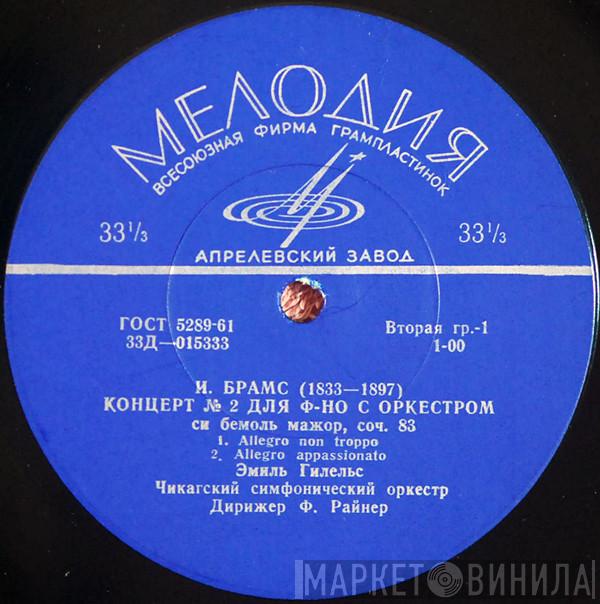 МЕЛОДИЯ
ВСЕСОЮЗНАЯ ФИРМА ГРАМПЛАСТИНОК
33 1/3
33 1/3
АПРЕЛЕВСКИЙ ЗАВОД
ГОСТ 5289-61
Вторая гр.-1
33Д—015333
1-00
И. БРАМС (1833—1897)
КОНЦЕРТ № 2 ДЛЯ Ф-НО С ОРКЕСТРОМ
си бемоль мажор, соч. 83
1. Allegro non troppo
2. Allegro appassionato
Эмиль Гилельс
Чикагский симфонический оркестр
Дирижер Ф. Райнер
МАРКЕТ ВИНИЛА